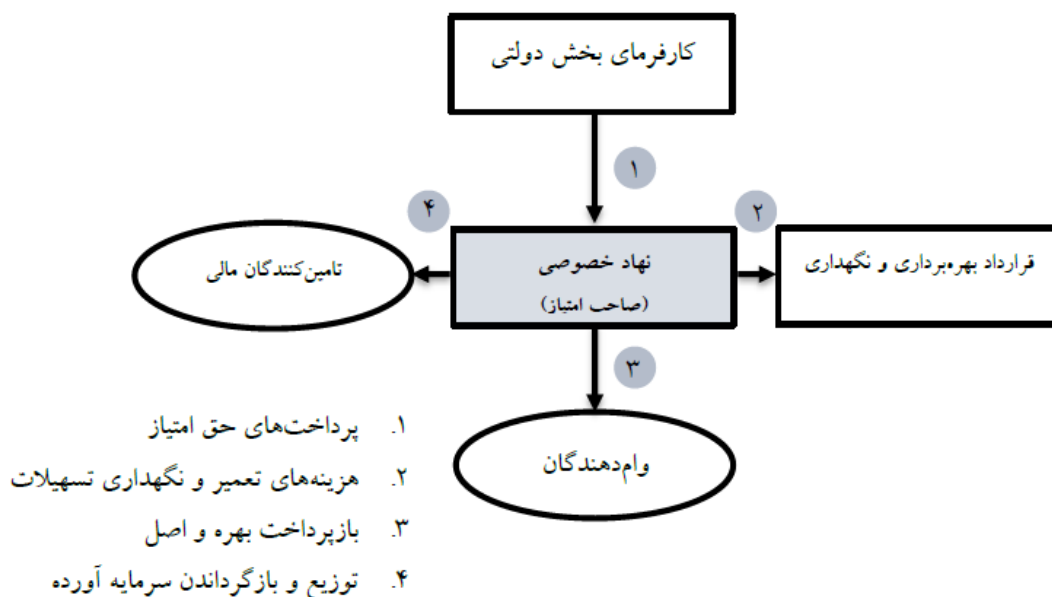 کارفرمای بخش دولتی
۱
۴
۲
تامین‌کنندگان مالی
نهاد خصوصی
(صاحب امتیاز)
قرارداد بهره‌برداری و نگهداری
۳
وام‌دهندگان
۱. پرداخت‌های حق امتیاز
۲. هزینه‌های تعمیر و نگهداری تسهیلات
۳. بازپرداخت بهره و اصل
۴. توزیع و بازگرداندن سرمایه آورده